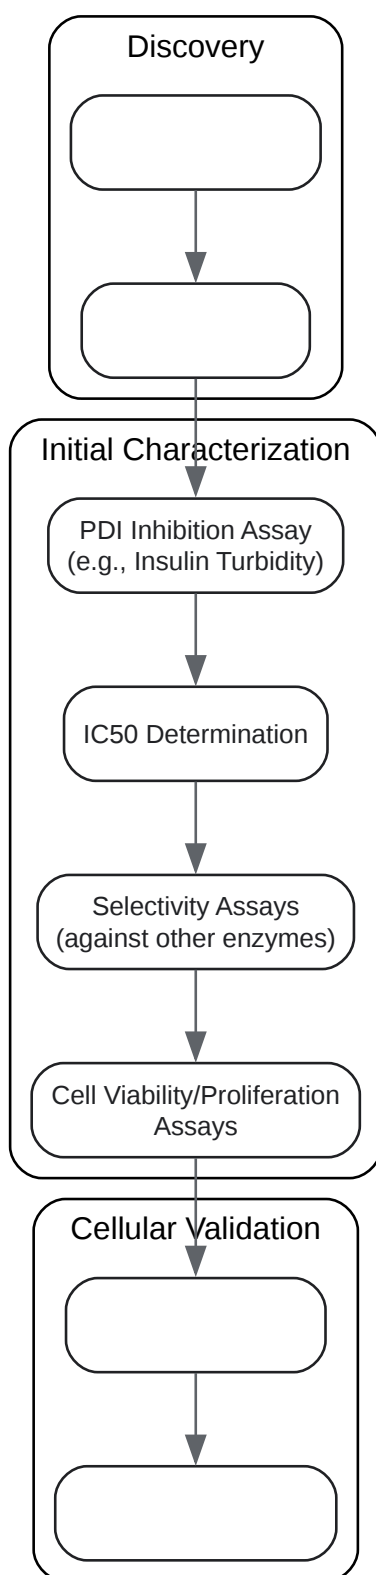 Discovery
Initial Characterization
PDI Inhibition Assay
(e.g., Insulin Turbidity)
IC50 Determination
Selectivity Assays
(against other enzymes)
Cell Viability/Proliferation
Assays
Cellular Validation